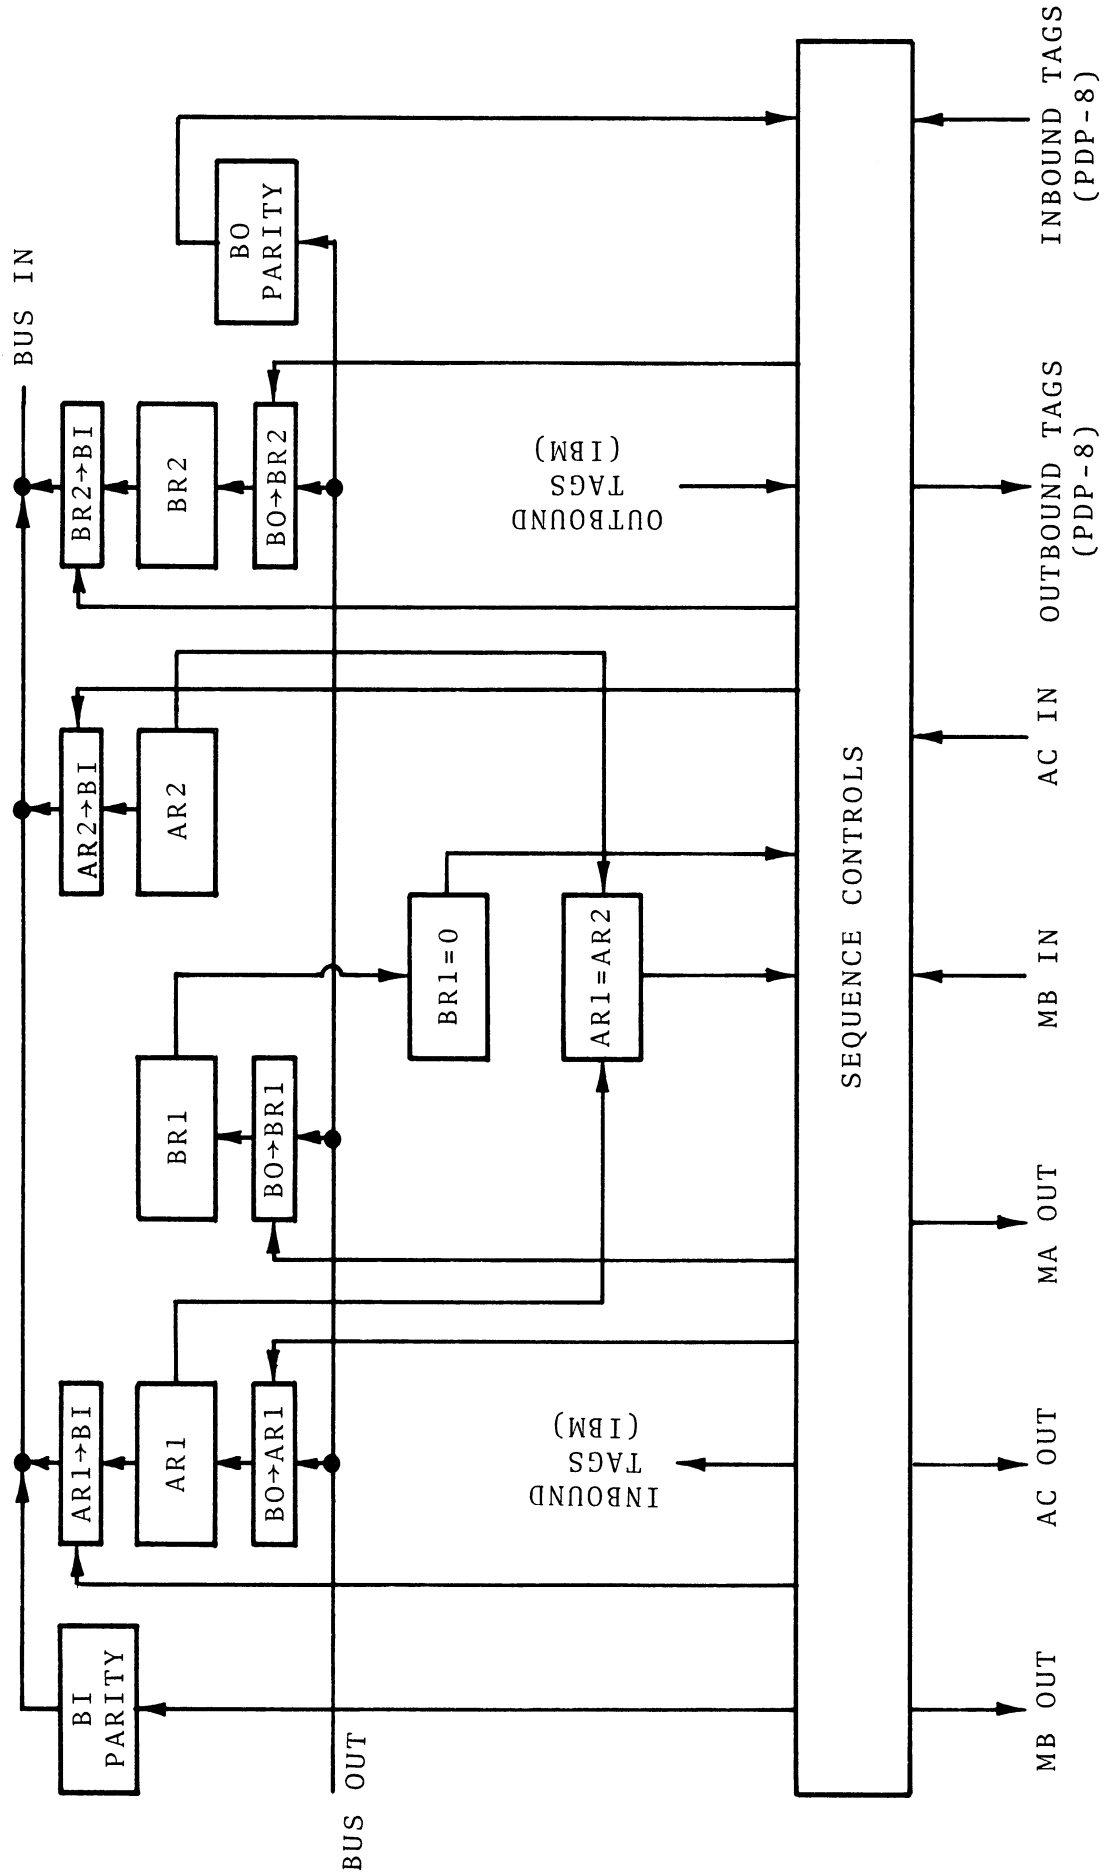 BUS IN
BI
PARITY
AR1→BI
AR2→BI
BR2→BI
AR1
BR1
AR2
BR2
BO
PARITY
BO→AR1
BO→BR1
BO→BR2
BUS OUT
BR1=0
INBOUND
TAGS
(IBM)
AR1=AR2
OUTBOUND
TAGS
(IBM)
SEQUENCE CONTROLS
MB OUT
AC OUT
MA OUT
MB IN
AC IN
OUTBOUND TAGS
(PDP-8)
INBOUND TAGS
(PDP-8)